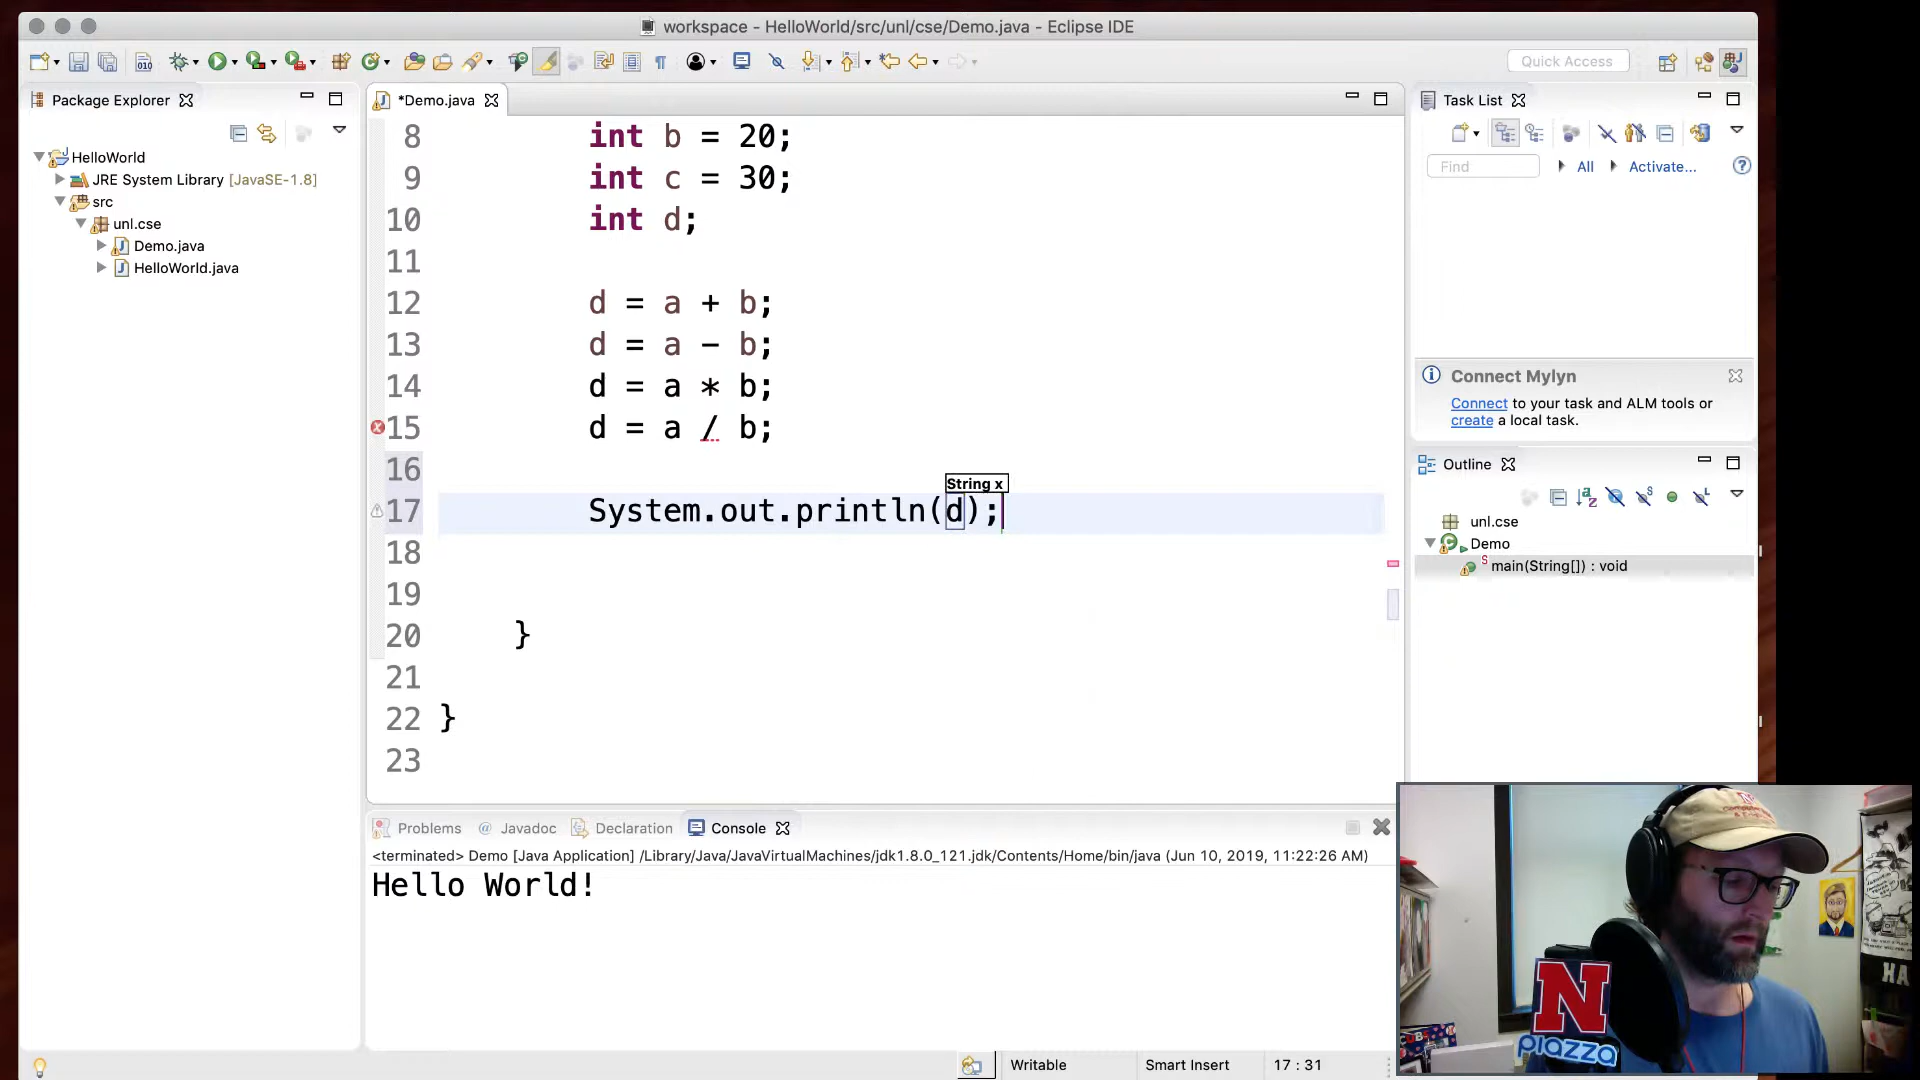 workspace - HelloWorld/src/unl/cse/Demo.java - Eclipse IDE
Quick Access
Package Explorer
*Demo.java
Task List
HelloWorld
JRE System Library [JavaSE-1.8]
src
unl.cse
Demo.java
HelloWorld.java
8 int b = 20;
9 int c = 30;
10 int d;
11
12 d = a + b;
13 d = a - b;
14 d = a * b;
15 d = a / b;
16
String x
17 System.out.println(d);
18
19
20 }
21
22 }
23
Find
All
Activate...
Connect Mylyn
Connect to your task and ALM tools or
create a local task.
Outline
unl.cse
Demo
main(String[]) : void
Problems
@ Javadoc
Declaration
Console
<terminated> Demo [Java Application] /Library/Java/JavaVirtualMachines/jdk1.8.0_121.jdk/Contents/Home/bin/java (Jun 10, 2019, 11:22:26 AM)
Hello World!
Writable
Smart Insert
17 : 31
N
piazza
CUBS
HA